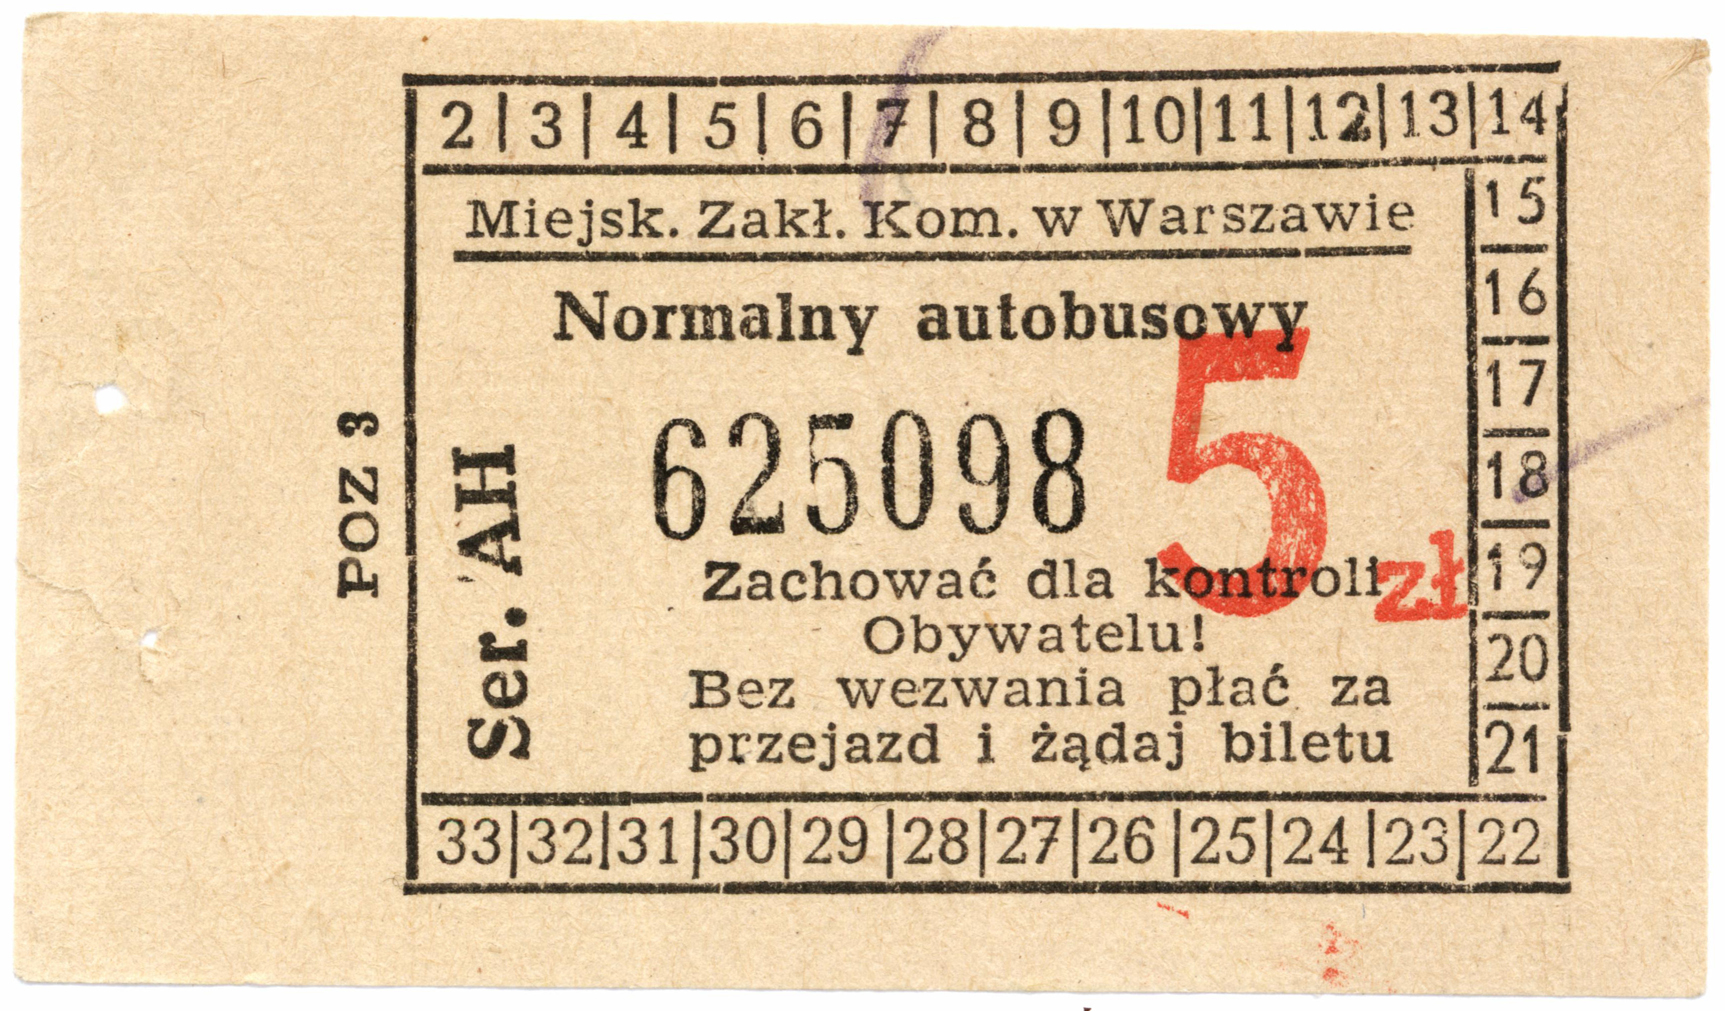 2 | 3 | 4 | 5 | 6 | 7 | 8 | 9 | 10 | 11 | 12 | 13 | 14
Miejsk. Zakł. Kom. w Warszawie
Normalny autobusowy
625098
5 zł
Zachować dla kontroli
Obywatelu!
Bez wezwania płać za
przejazd i żądaj biletu
Ser. AH
POZ 3
15
16
17
18
19
20
21
33|32|31|30|29|28|27|26|25|24|23|22